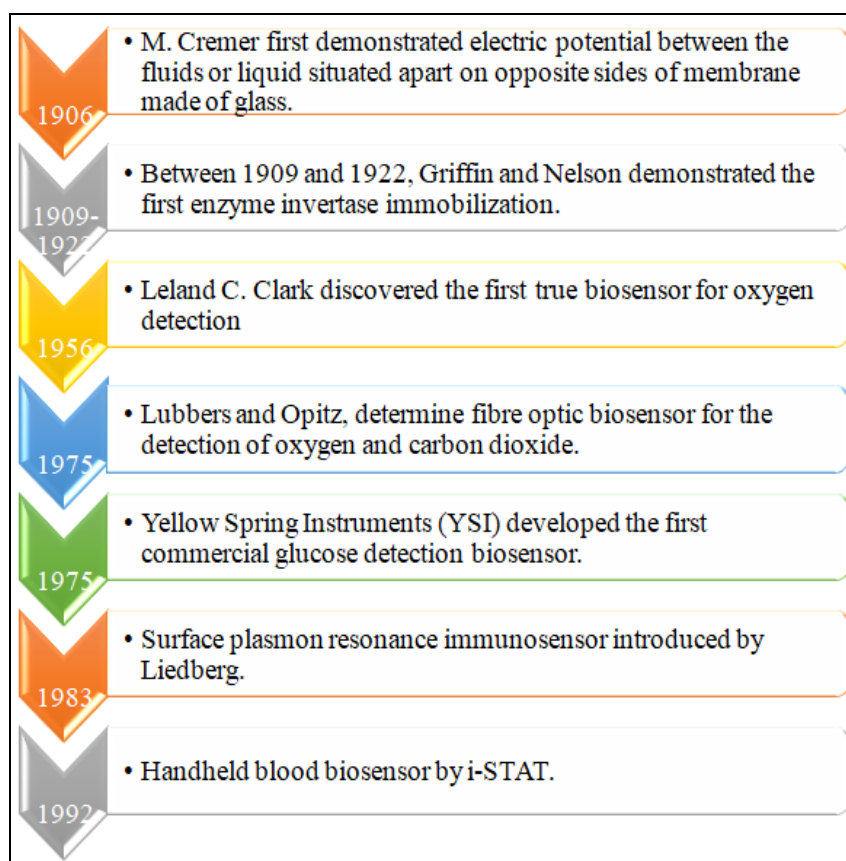 • M. Cremer first demonstrated electric potential between the
fluids or liquid situated apart on opposite sides of membrane
made of glass.
1906
• Between 1909 and 1922, Griffin and Nelson demonstrated the
first enzyme invertase immobilization.
1909-
1922
• Leland C. Clark discovered the first true biosensor for oxygen
detection
1956
• Lubbers and Opitz, determine fibre optic biosensor for the
detection of oxygen and carbon dioxide.
1975
• Yellow Spring Instruments (YSI) developed the first
commercial glucose detection biosensor.
1975
• Surface plasmon resonance immunosensor introduced by
Liedberg.
1983
• Handheld blood biosensor by i-STAT.
1992